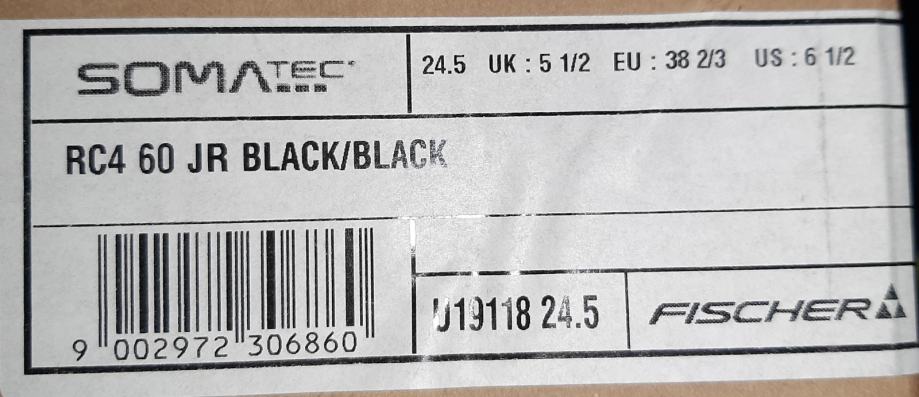 SOMATEC
24.5 UK : 5 1/2 EU : 38 2/3 US : 6 1/2
RC4 60 JR BLACK/BLACK
U19118 24.5
FISCHER
9 002972 306860